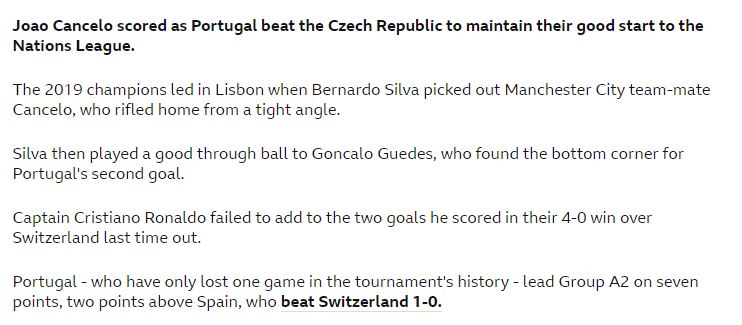 Joao Cancelo scored as Portugal beat the Czech Republic to maintain their good start to the
Nations League.
The 2019 champions led in Lisbon when Bernardo Silva picked out Manchester City team-mate
Cancelo, who rifled home from a tight angle.
Silva then played a good through ball to Goncalo Guedes, who found the bottom corner for
Portugal's second goal.
Captain Cristiano Ronaldo failed to add to the two goals he scored in their 4-0 win over
Switzerland last time out.
Portugal - who have only lost one game in the tournament's history - lead Group A2 on seven
points, two points above Spain, who beat Switzerland 1-0.